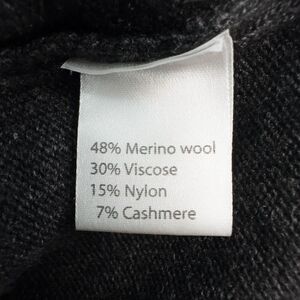 48% Merino wool
30% Viscose
15% Nylon
7% Cashmere